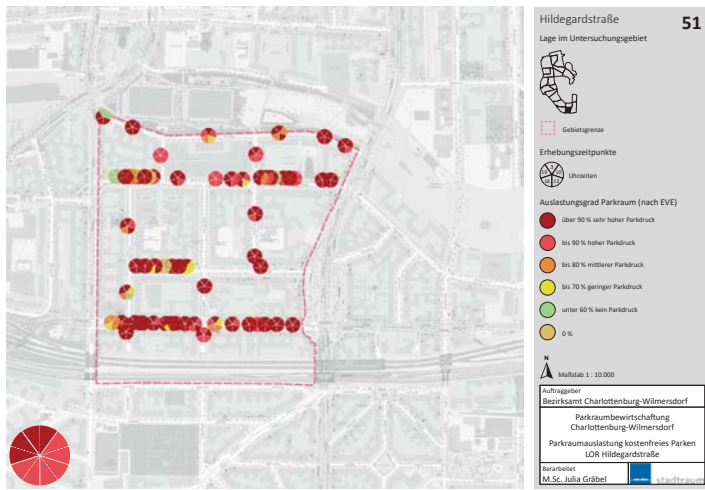 Hildegardstraße
51
Lage im Untersuchungsgebiet
Gebietsgrenze
Erhebungszeitpunkte
Uhrzeiten
Auslastungsgrad Parkraum (nach EVE)
über 90 % sehr hoher Parkdruck
bis 90 % hoher Parkdruck
bis 80 % mittlerer Parkdruck
bis 70 % geringer Parkdruck
unter 60 % kein Parkdruck
0 %
N
Maßstab 1 : 10.000
Auftraggeber
Bezirksamt Charlottenburg-Wilmersdorf
Parkraumbewirtschaftung
Charlottenburg-Wilmersdorf
Parkraumauslastung kostenfreies Parken
LOR Hildegardstraße
Berarbeitet
M.Sc. Julia Gräbel
stadtraum